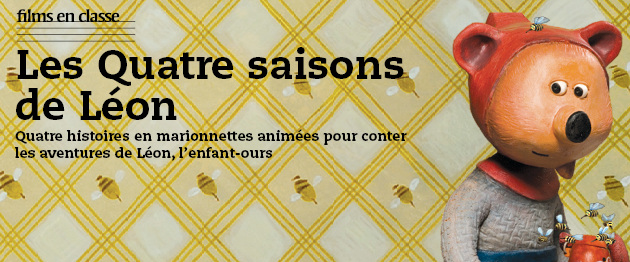 films en classe
Les Quatre saisons
de Léon
Quatre histoires en marionnettes animées pour conter
les aventures de Léon, l’enfant-ours